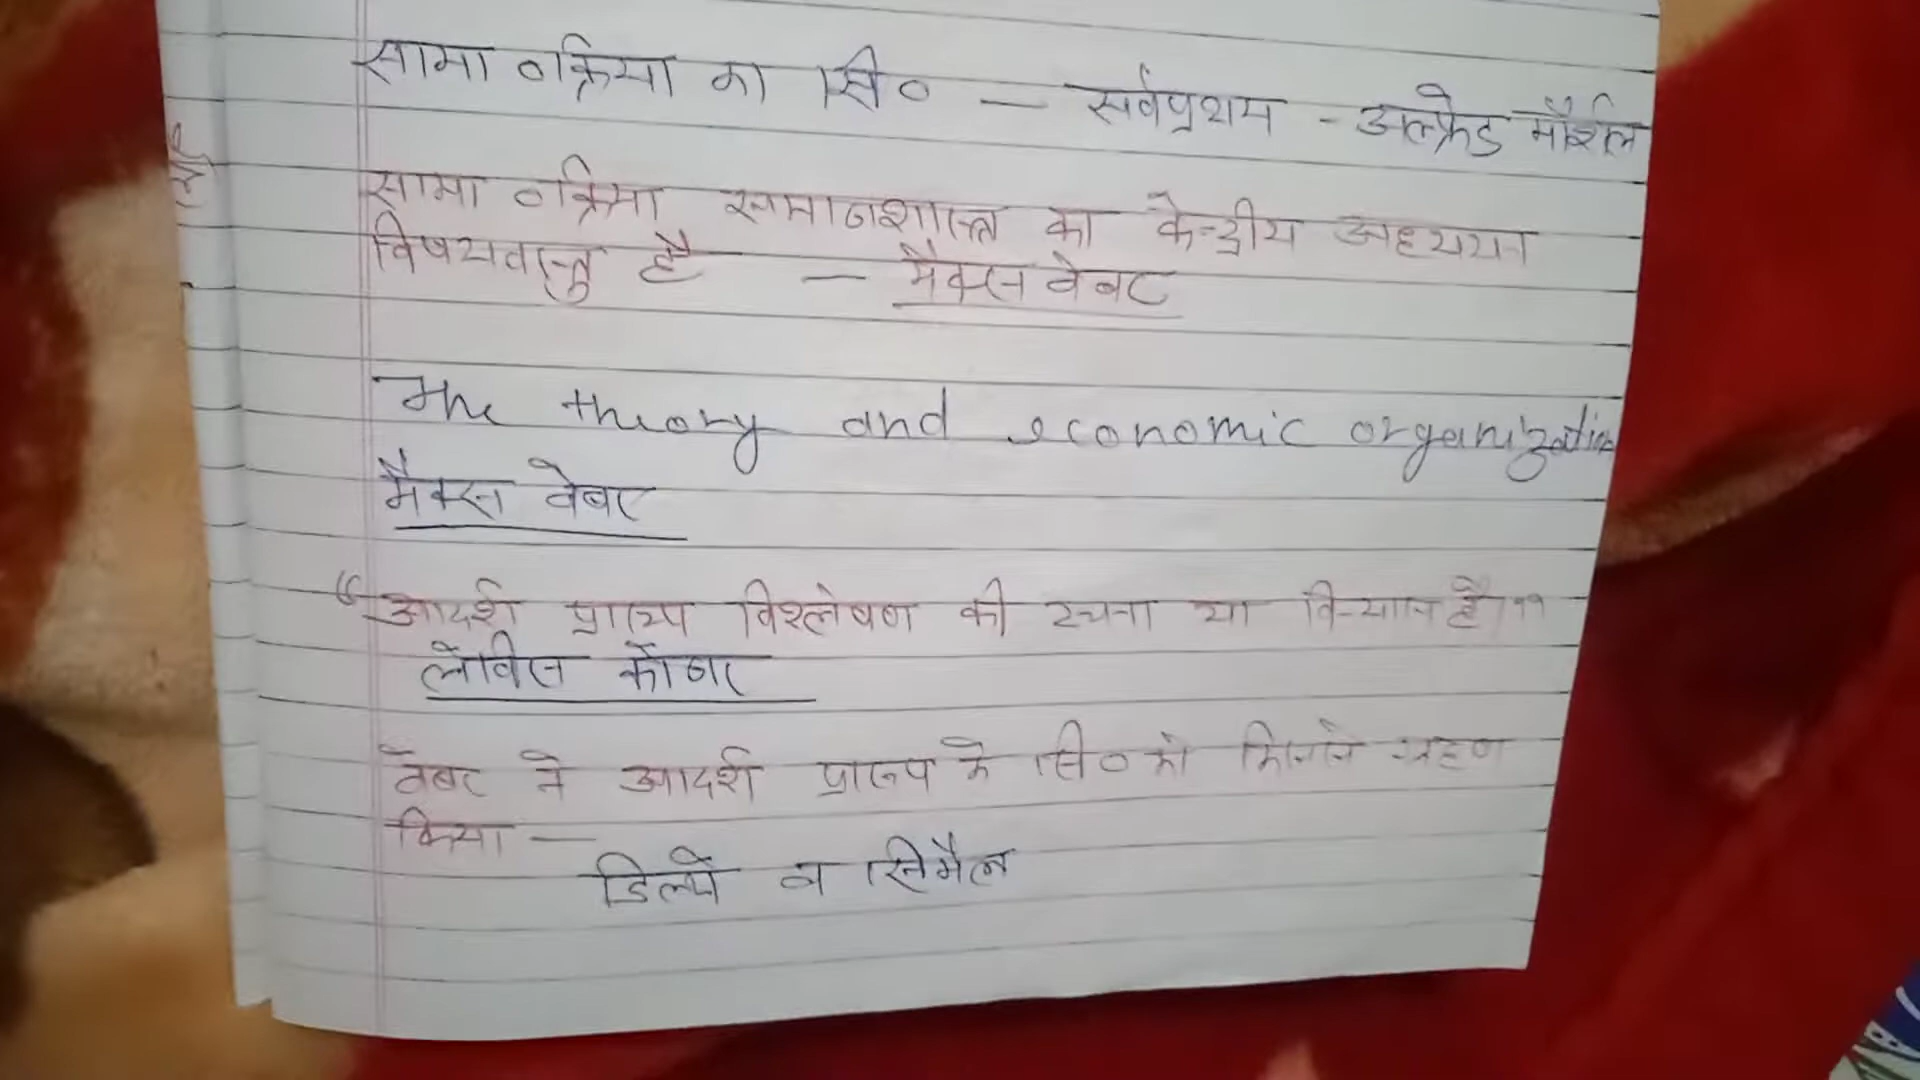 सामा ० क्रिया का सि० — सर्वप्रथम - अल्फ्रेड मार्शल
सामा ० क्रिया समाजशास्त्र का केन्द्रीय अध्ययन
विषयवस्तु है — मैक्स वेबर
The theory and economic organization
मैक्स वेबर
"आदर्श प्रारूप विश्लेषण की रचना या विन्यास है।"
लेविस कोजर
वेबर ने आदर्श प्रारूप के सि० को किससे ग्रहण
किया —
डिल्थे व सिमैल